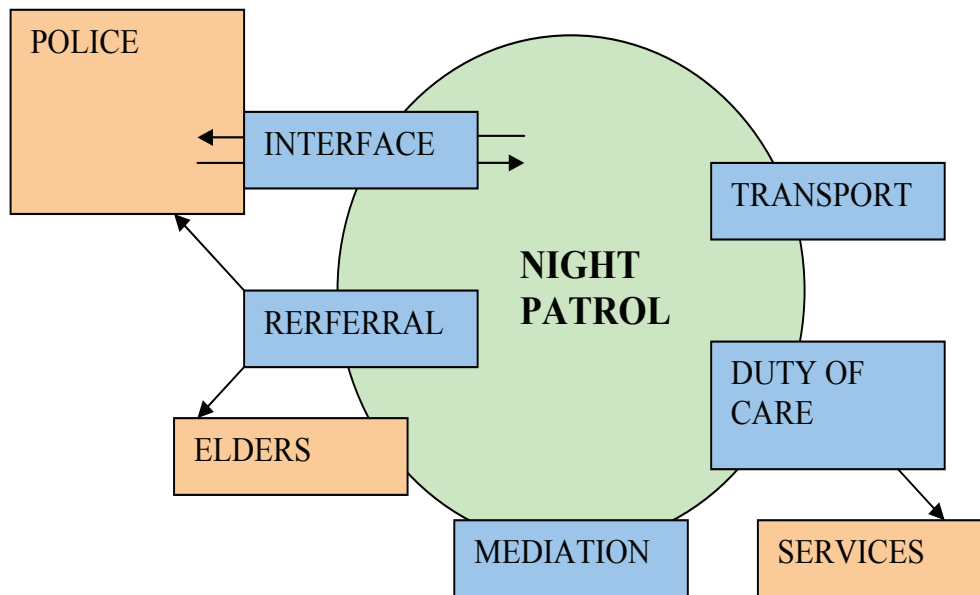 POLICE
INTERFACE
TRANSPORT
NIGHT
PATROL
RERFERRAL
DUTY OF
CARE
ELDERS
MEDIATION
SERVICES